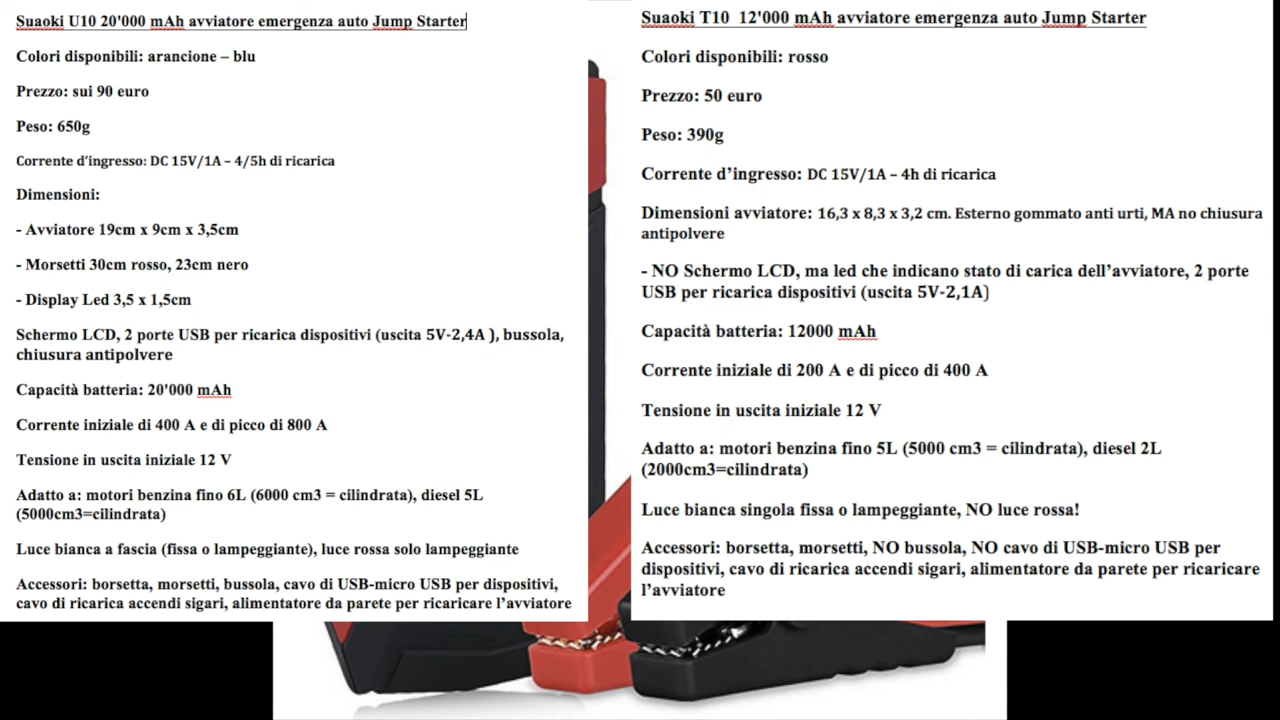 Suaoki U10 20'000 mAh avviatore emergenza auto Jump Starter
Colori disponibili: arancione – blu
Prezzo: sui 90 euro
Peso: 650g
Corrente d'ingresso: DC 15V/1A – 4/5h di ricarica
Dimensioni:
- Avviatore 19cm x 9cm x 3,5cm
- Morsetti 30cm rosso, 23cm nero
- Display Led 3,5 x 1,5cm
Schermo LCD, 2 porte USB per ricarica dispositivi (uscita 5V-2,4A ), bussola,
chiusura antipolvere
Capacità batteria: 20'000 mAh
Corrente iniziale di 400 A e di picco di 800 A
Tensione in uscita iniziale 12 V
Adatto a: motori benzina fino 6L (6000 cm3 = cilindrata), diesel 5L
(5000cm3=cilindrata)
Luce bianca a fascia (fissa o lampeggiante), luce rossa solo lampeggiante
Accessori: borsetta, morsetti, bussola, cavo di USB-micro USB per dispositivi,
cavo di ricarica accendi sigari, alimentatore da parete per ricaricare l'avviatore
Suaoki T10  12'000 mAh avviatore emergenza auto Jump Starter
Colori disponibili: rosso
Prezzo: 50 euro
Peso: 390g
Corrente d'ingresso: DC 15V/1A – 4h di ricarica
Dimensioni avviatore: 16,3 x 8,3 x 3,2 cm. Esterno gommato anti urti, MA no chiusura
antipolvere
- NO Schermo LCD, ma led che indicano stato di carica dell'avviatore, 2 porte
USB per ricarica dispositivi (uscita 5V-2,1A)
Capacità batteria: 12000 mAh
Corrente iniziale di 200 A e di picco di 400 A
Tensione in uscita iniziale 12 V
Adatto a: motori benzina fino 5L (5000 cm3 = cilindrata), diesel 2L
(2000cm3=cilindrata)
Luce bianca singola fissa o lampeggiante, NO luce rossa!
Accessori: borsetta, morsetti, NO bussola, NO cavo di USB-micro USB per
dispositivi, cavo di ricarica accendi sigari, alimentatore da parete per ricaricare
l'avviatore